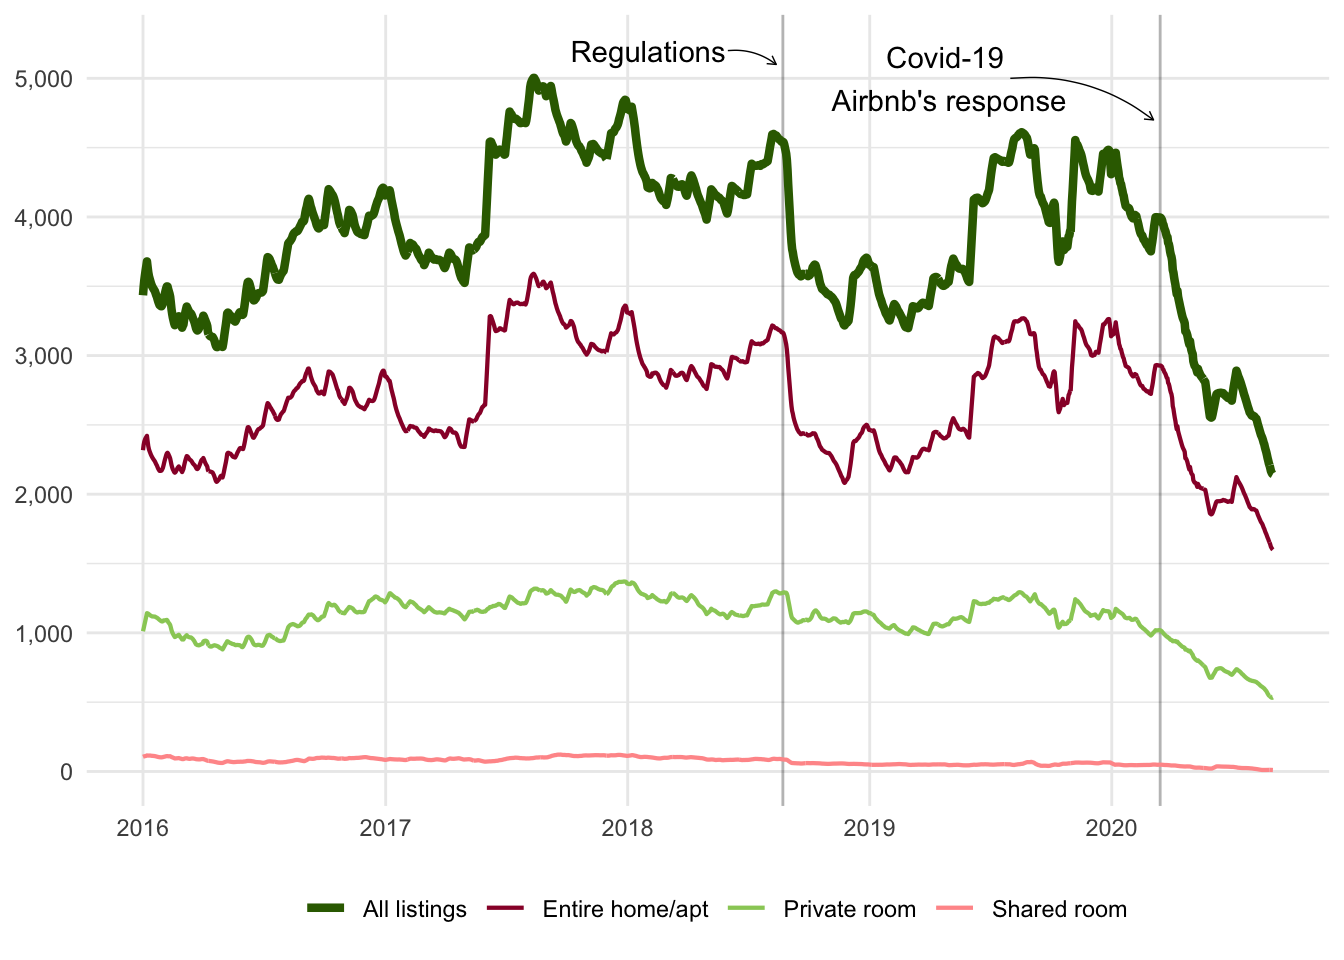 Regulations
Covid-19
Airbnb's response
5,000
4,000
3,000
2,000
1,000
0
2016 2017 2018 2019 2020
All listings Entire home/apt Private room Shared room